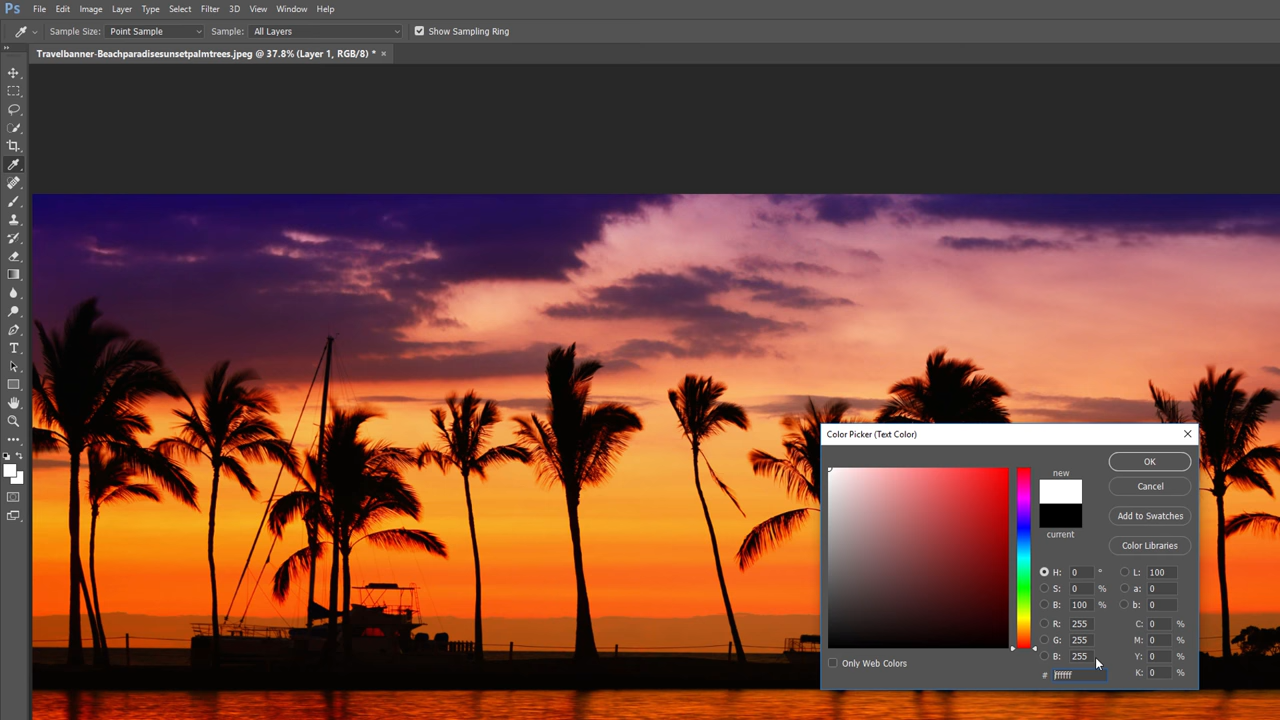 Ps File Edit Image Layer Type Select Filter 3D View Window Help
Sample Size: Point Sample Sample: All Layers Show Sampling Ring
Travelbanner-Beachparadisesunsetpalmtrees.jpeg @ 37.8% (Layer 1, RGB/8) * ×
Color Picker (Text Color)
new
current
OK
Cancel
Add to Swatches
Color Libraries
H: 0 ° L: 100
S: 0 % a: 0
B: 100 % b: 0
R: 255 C: 0 %
G: 255 M: 0 %
B: 255 Y: 0 %
# ffffff K: 0 %
Only Web Colors